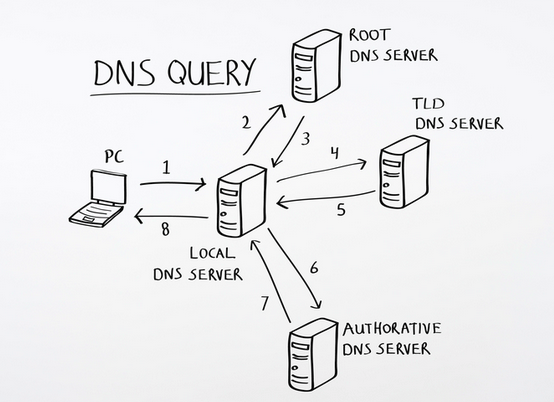 DNS QUERY
ROOT
DNS SERVER
TLD
DNS SERVER
PC
1
2
3
4
5
6
7
8
LOCAL
DNS SERVER
AUTHORATIVE
DNS SERVER